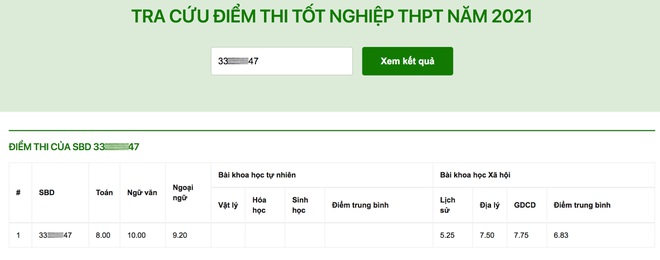 TRA CỨU ĐIỂM THI TỐT NGHIỆP THPT NĂM 2021
33 47
Xem kết quả
ĐIỂM THI CỦA SBD 33 47
Bài khoa học tự nhiên Bài khoa học Xã hội
# SBD Toán Ngữ văn Ngoại ngữ Vật lý Hóa học Sinh học Điểm trung bình Lịch sử Địa lý GDCD Điểm trung bình
1 33 47 8.00 10.00 9.20 5.25 7.50 7.75 6.83